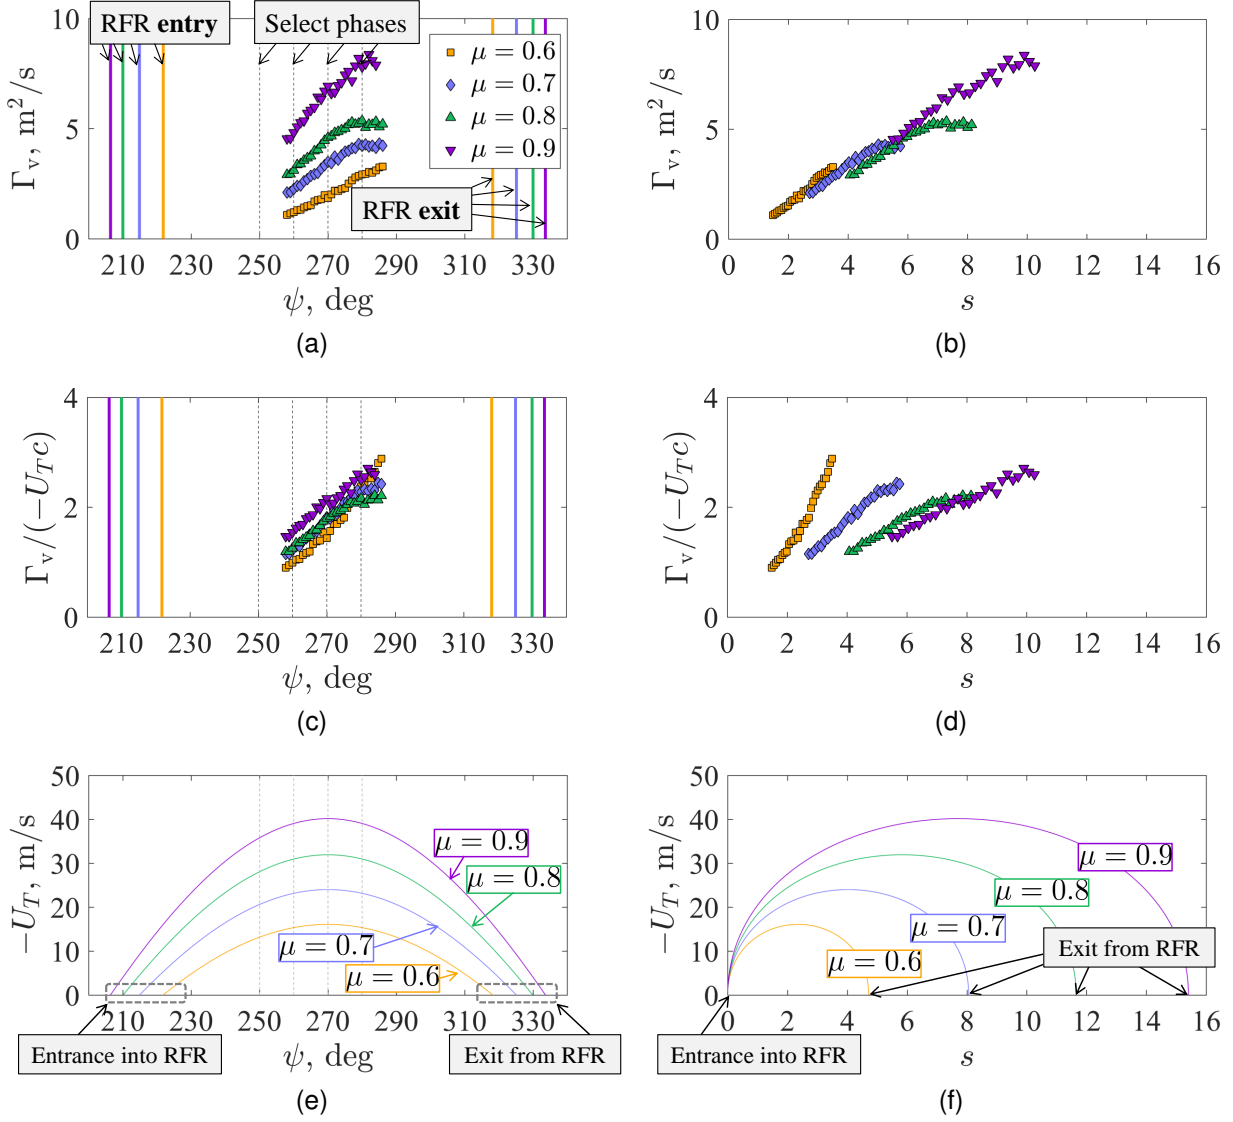 RFR entry
Select phases
μ = 0.6
μ = 0.7
μ = 0.8
μ = 0.9
RFR exit
Γv, m²/s
10
5
0
210 230 250 270 290 310 330
ψ, deg
(a)
Γv, m²/s
10
5
0
0 2 4 6 8 10 12 14 16
s
(b)
Γv/(−UTc)
4
2
0
210 230 250 270 290 310 330
ψ, deg
(c)
Γv/(−UTc)
4
2
0
0 2 4 6 8 10 12 14 16
s
(d)
−UT, m/s
50
40
30
20
10
0
μ = 0.9
μ = 0.8
μ = 0.7
μ = 0.6
210 230 250 270 290 310 330
Entrance into RFR
ψ, deg
Exit from RFR
(e)
−UT, m/s
50
40
30
20
10
0
μ = 0.9
μ = 0.8
μ = 0.7
μ = 0.6
Exit from RFR
0 2 4 6 8 10 12 14 16
Entrance into RFR
s
(f)